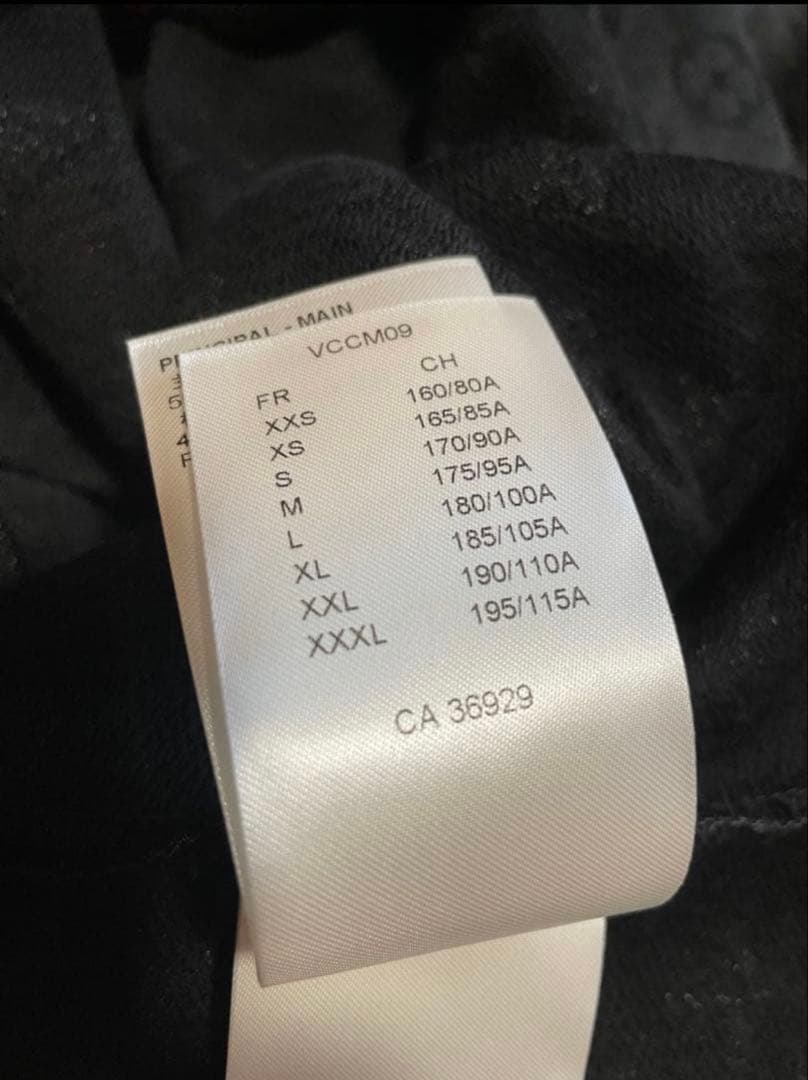 - MAIN
VCCM09
FR CH
XXS 160/80A
XS 165/85A
S 170/90A
M 175/95A
L 180/100A
XL 185/105A
XXL 190/110A
XXXL 195/115A
CA 36929